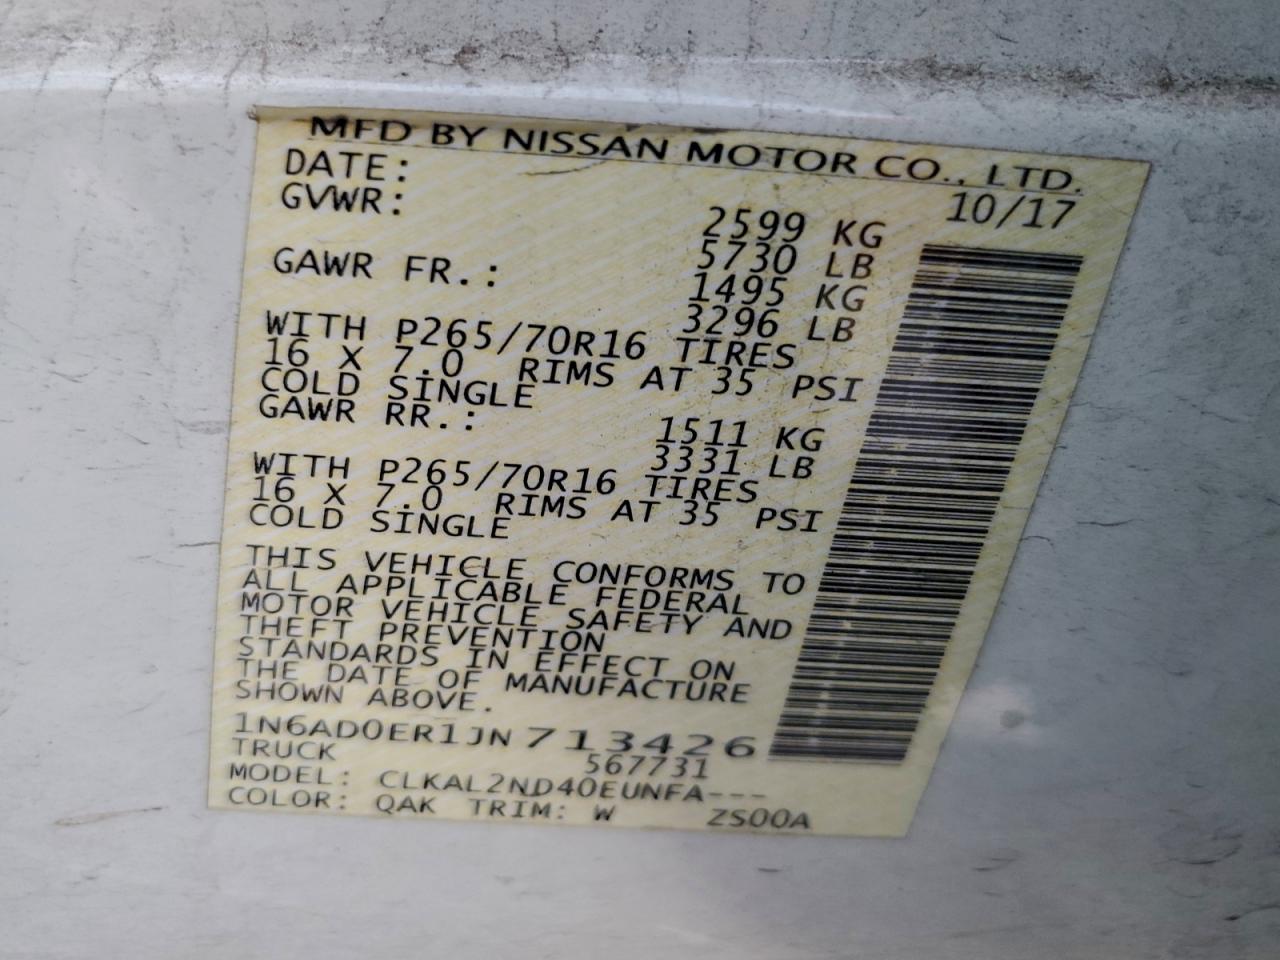 MFD BY NISSAN MOTOR CO., LTD.
DATE: 10/17
GVWR: 2599 KG
5730 LB
GAWR FR.: 1495 KG
3296 LB
WITH P265/70R16 TIRES
16 X 7.0 RIMS AT 35 PSI
COLD SINGLE
GAWR RR.: 1511 KG
3331 LB
WITH P265/70R16 TIRES
16 X 7.0 RIMS AT 35 PSI
COLD SINGLE
THIS VEHICLE CONFORMS TO
ALL APPLICABLE FEDERAL
MOTOR VEHICLE SAFETY AND
THEFT PREVENTION
STANDARDS IN EFFECT ON
THE DATE OF MANUFACTURE
SHOWN ABOVE.
1N6AD0ER1JN713426
TRUCK 567731
MODEL: CLKAL2ND40EUNFA---
COLOR: QAK TRIM: W ZS00A